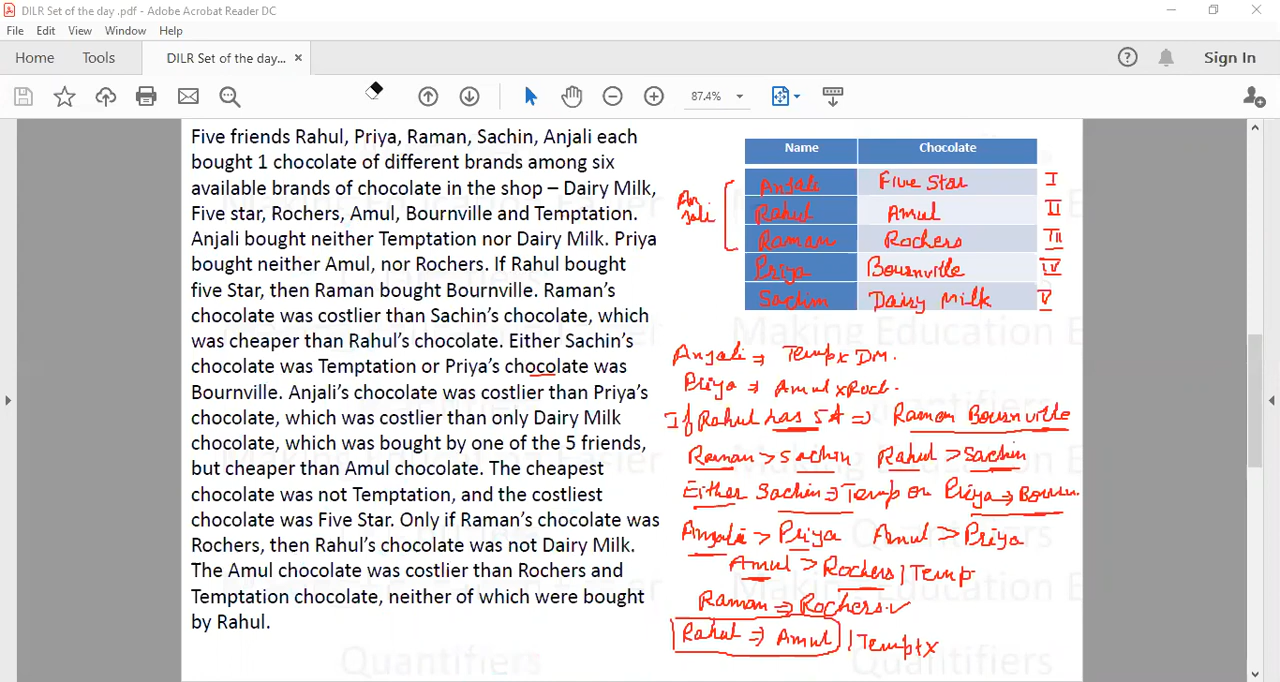 DILR Set of the day .pdf - Adobe Acrobat Reader DC
File Edit View Window Help
Home Tools DILR Set of the day... × Sign In
87.4%
Five friends Rahul, Priya, Raman, Sachin, Anjali each
bought 1 chocolate of different brands among six
available brands of chocolate in the shop – Dairy Milk,
Five star, Rochers, Amul, Bournville and Temptation.
Anjali bought neither Temptation nor Dairy Milk. Priya
bought neither Amul, nor Rochers. If Rahul bought
five Star, then Raman bought Bournville. Raman's
chocolate was costlier than Sachin's chocolate, which
was cheaper than Rahul's chocolate. Either Sachin's
chocolate was Temptation or Priya's chocolate was
Bournville. Anjali's chocolate was costlier than Priya's
chocolate, which was costlier than only Dairy Milk
chocolate, which was bought by one of the 5 friends,
but cheaper than Amul chocolate. The cheapest
chocolate was not Temptation, and the costliest
chocolate was Five Star. Only if Raman's chocolate was
Rochers, then Rahul's chocolate was not Dairy Milk.
The Amul chocolate was costlier than Rochers and
Temptation chocolate, neither of which were bought
by Rahul.
Name Chocolate
Anjali Five Star I
Rahul Amul II
Raman Rochers III
Priya Bournville IV
Sachin Dairy Milk V
An
jali
Anjali ⇒ Temp x DM.
Priya ⇒ Amul x Roch.
If Rahul has 5★ ⇒ Raman Bournville
Raman > Sachin Rahul > Sachin
Either Sachin ⇒ Temp or Priya ⇒ Bourn.
Anjali > Priya Amul > Priya
Amul > Rochers | Temp
Raman ⇒ Rochers ✓
Rahul ⇒ Amul | Tempt x
Making Education Easier
Making Education E
Quantifiers
Quantifiers